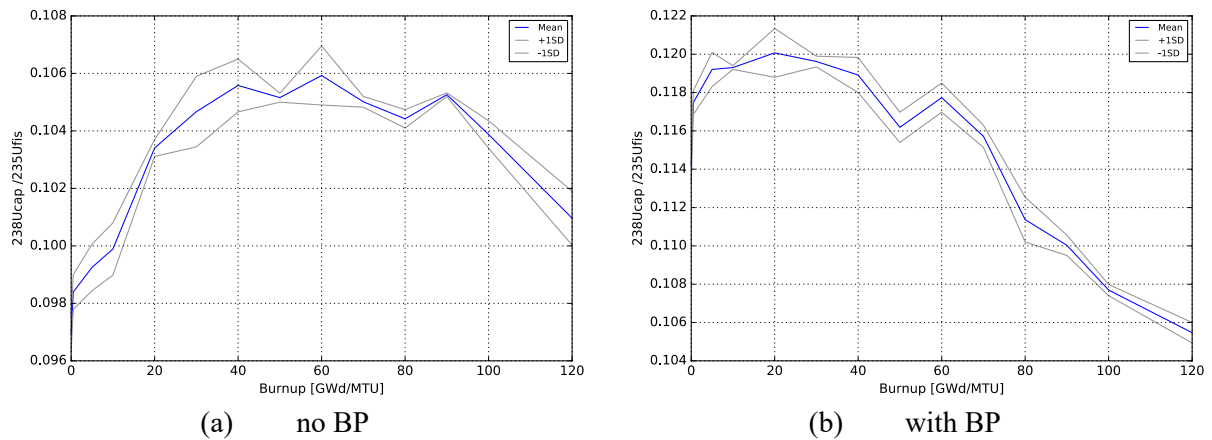 0.108
0.106
0.104
0.102
0.100
0.098
0.096
238Ucap /235Ufis
0 20 40 60 80 100 120
Burnup [GWd/MTU]
Mean
+1SD
-1SD
(a) no BP
0.122
0.120
0.118
0.116
0.114
0.112
0.110
0.108
0.106
0.104
238Ucap /235Ufis
0 20 40 60 80 100 120
Burnup [GWd/MTU]
Mean
+1SD
-1SD
(b) with BP